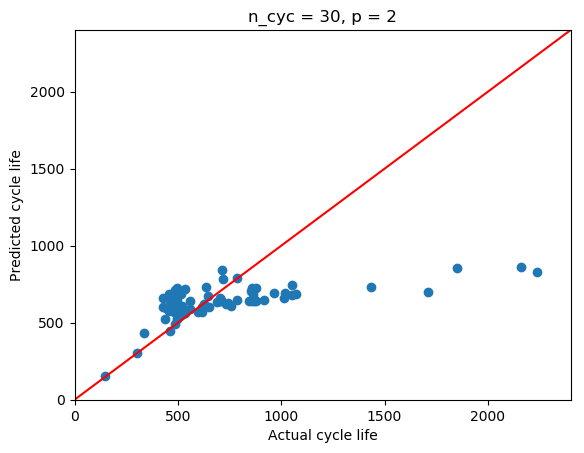 n_cyc = 30, p = 2
Predicted cycle life
2000
1500
1000
500
0
0 500 1000 1500 2000
Actual cycle life